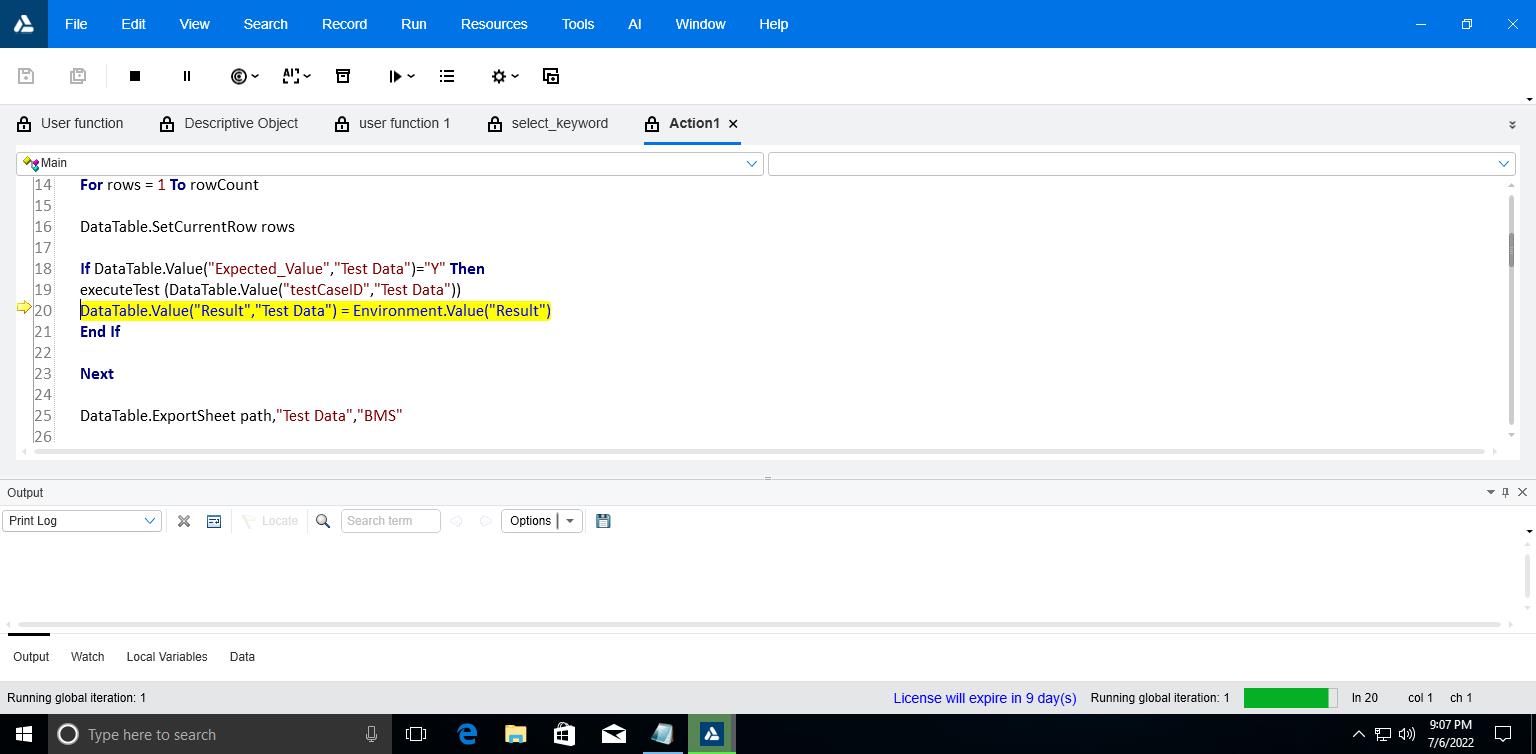 File Edit View Search Record Run Resources Tools AI Window Help
User function Descriptive Object user function 1 select_keyword Action1
Main
14 For rows = 1 To rowCount
15
16 DataTable.SetCurrentRow rows
17
18 If DataTable.Value("Expected_Value","Test Data")="Y" Then
19 executeTest (DataTable.Value("testCaseID","Test Data"))
20 DataTable.Value("Result","Test Data") = Environment.Value("Result")
21 End If
22
23 Next
24
25 DataTable.ExportSheet path,"Test Data","BMS"
26
Output
Print Log Locate Search term Options
Output Watch Local Variables Data
Running global iteration: 1 License will expire in 9 day(s) Running global iteration: 1 ln 20 col 1 ch 1
Type here to search
9:07 PM
7/6/2022